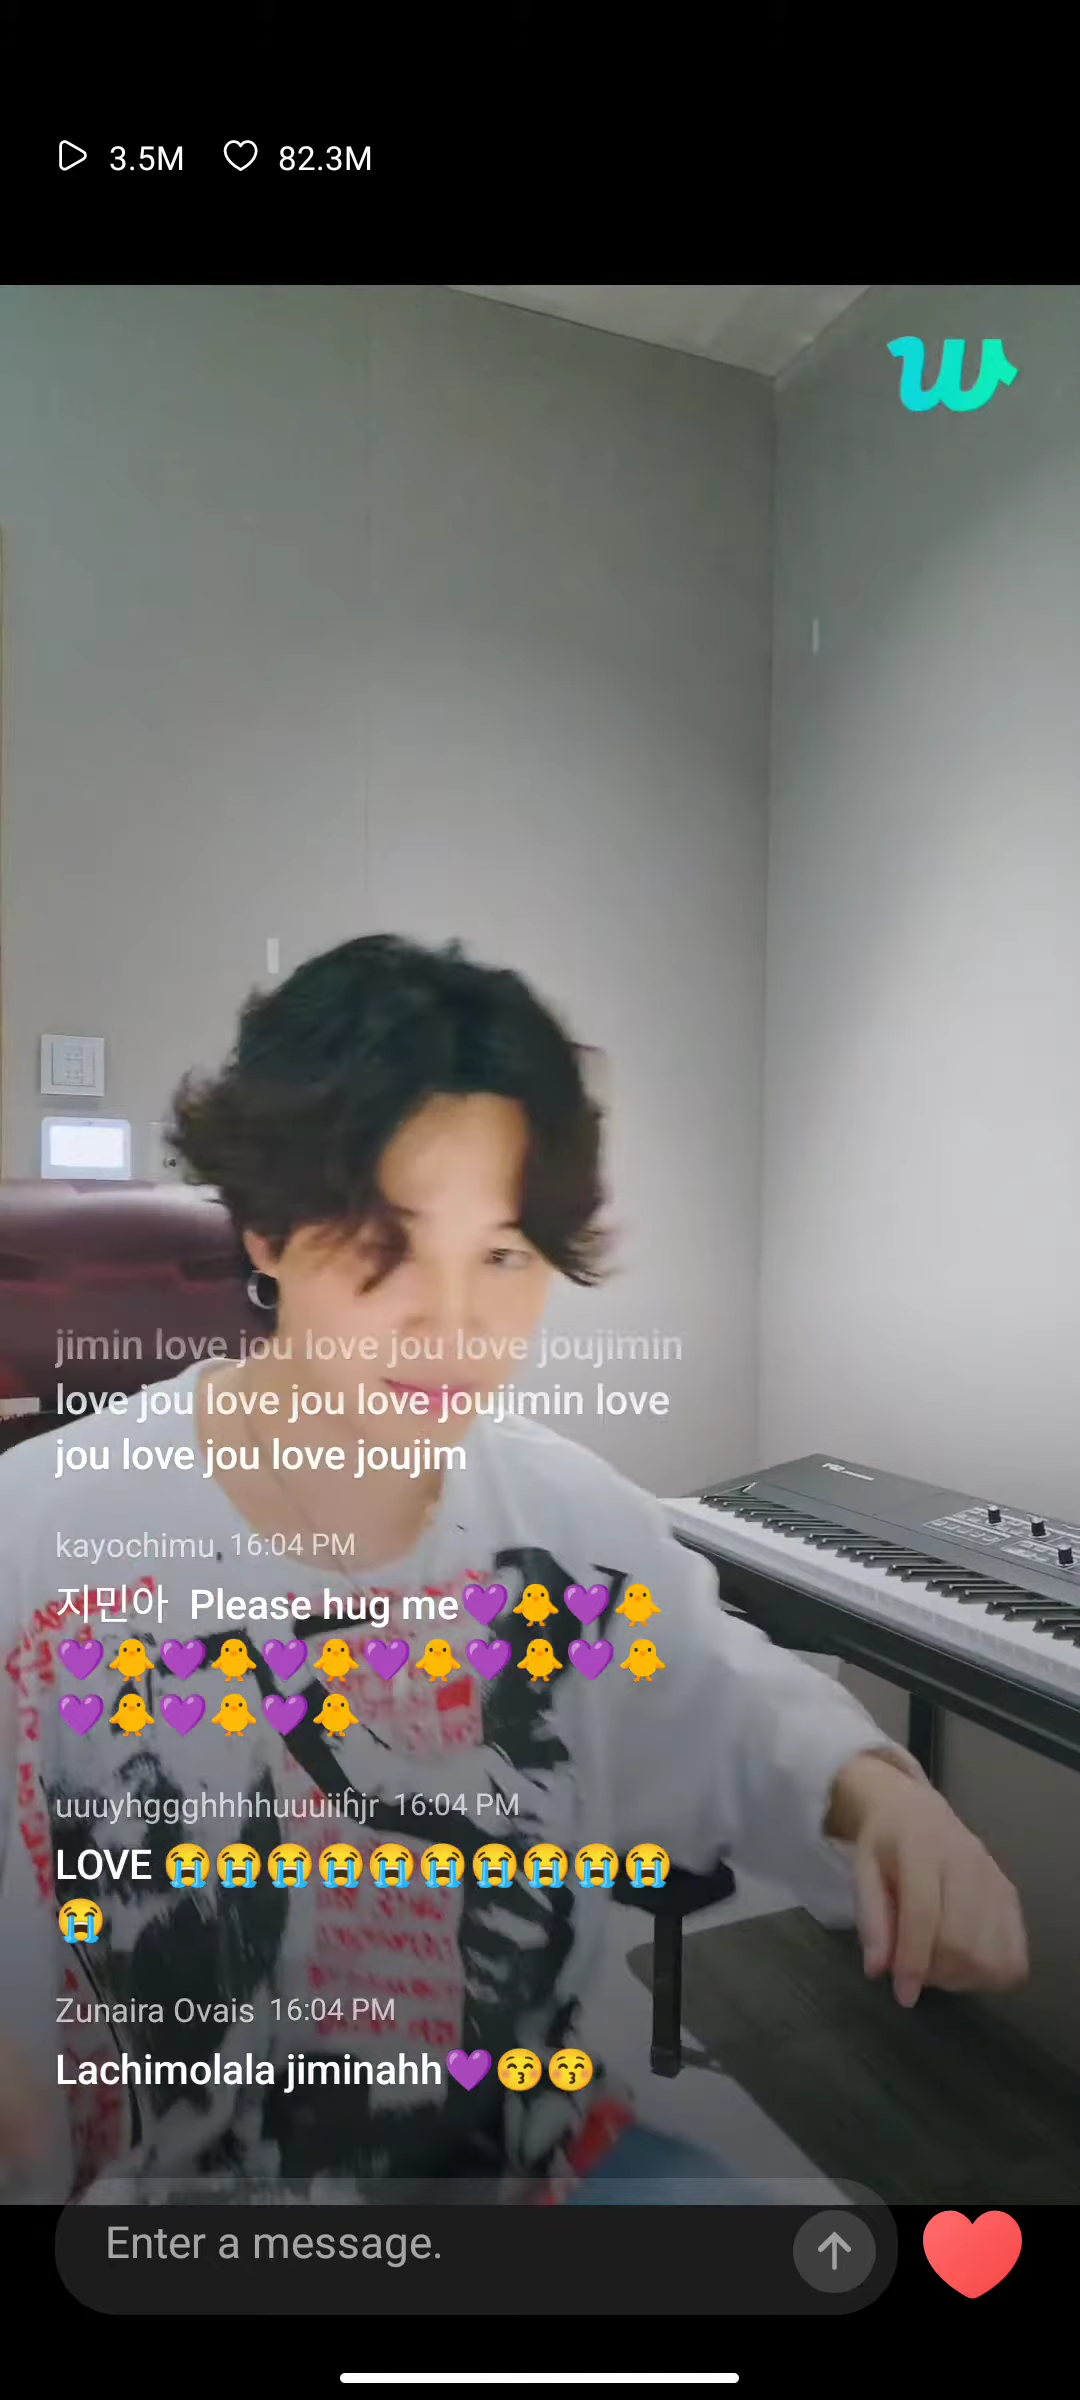 3.5M 82.3M
jimin love jou love jou love joujimin
love jou love jou love joujimin love
jou love jou love joujim
kayochimu. 16:04 PM
지민아 Please hug me💜🐥💜🐥
💜🐥💜🐥💜🐥💜🐥💜🐥💜🐥
💜🐥💜🐥💜🐥
uuuyhggghhhhuuuiiĥjr 16:04 PM
LOVE 😭😭😭😭😭😭😭😭😭😭
😭
Zunaira Ovais 16:04 PM
Lachimolala jiminahh💜😚😚
Enter a message.